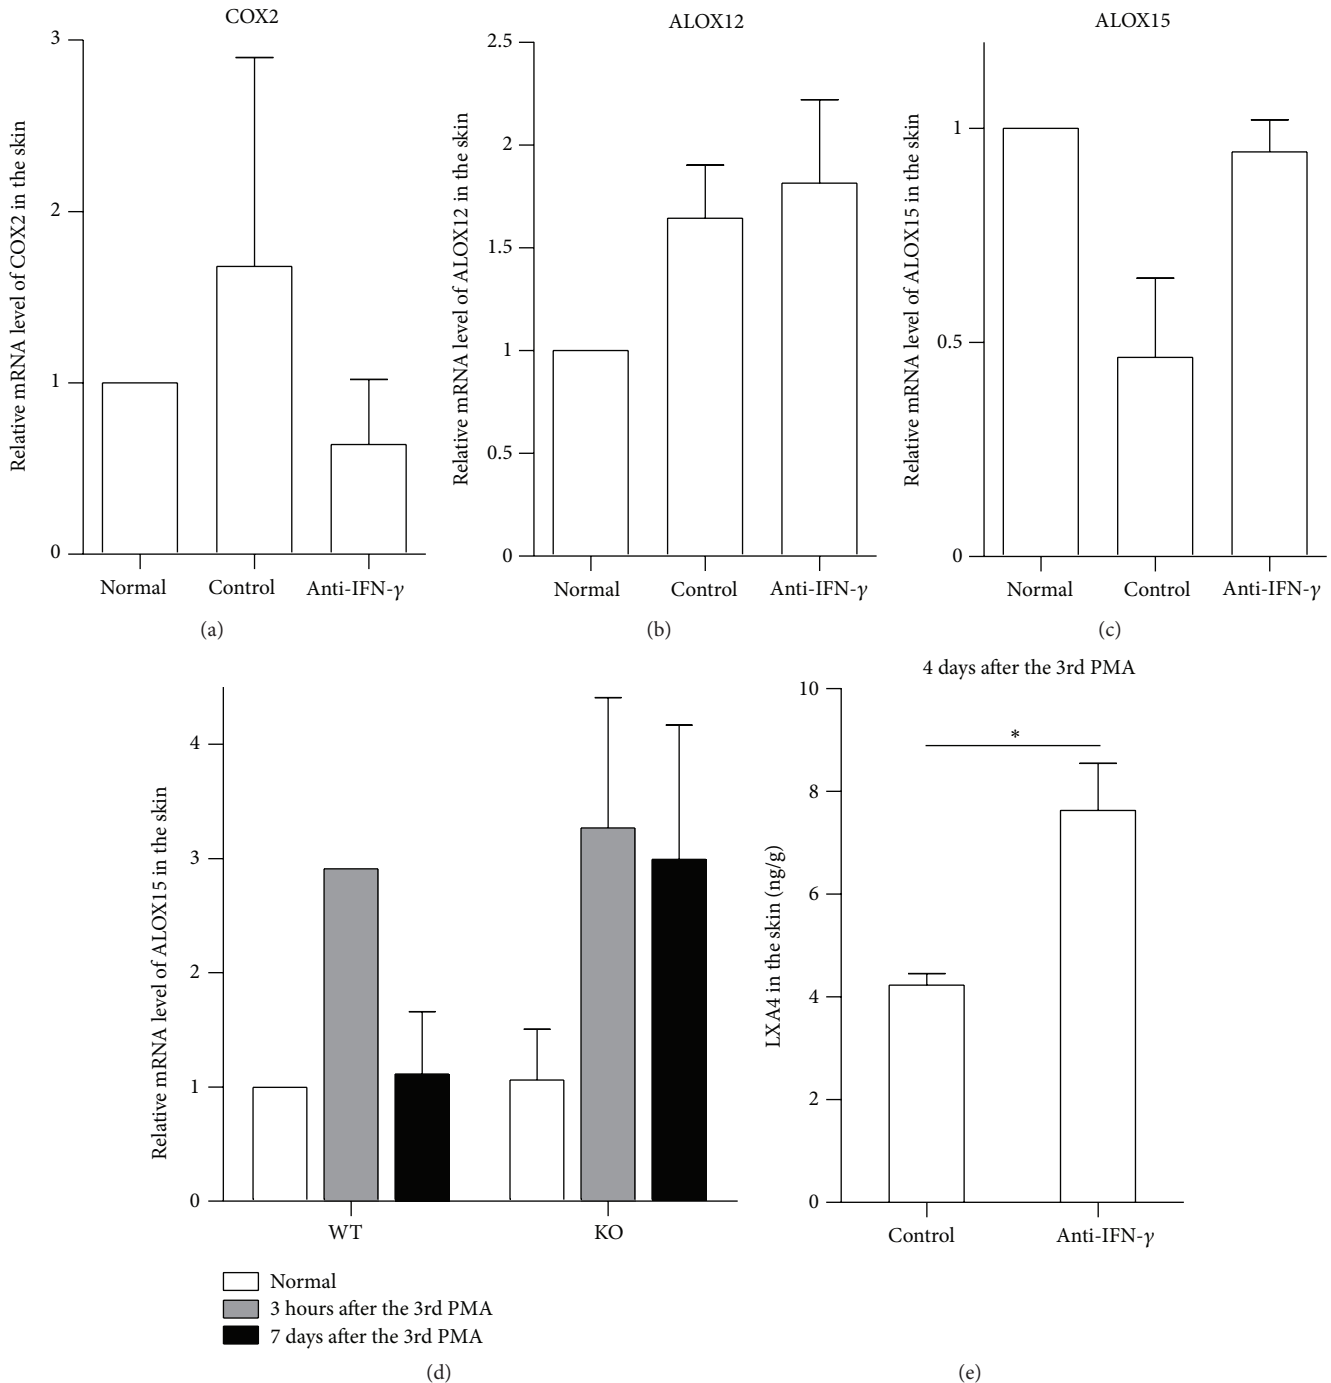 COX2
Relative mRNA level of COX2 in the skin
3
2
1
0
Normal Control Anti-IFN-γ
(a)
ALOX12
Relative mRNA level of ALOX12 in the skin
2.5
2
1.5
1
0.5
0
Normal Control Anti-IFN-γ
(b)
ALOX15
Relative mRNA level of ALOX15 in the skin
1
0.5
0
Normal Control Anti-IFN-γ
(c)
Relative mRNA level of ALOX15 in the skin
4
3
2
1
0
WT KO
Normal
3 hours after the 3rd PMA
7 days after the 3rd PMA
(d)
4 days after the 3rd PMA
LXA4 in the skin (ng/g)
10
8
6
4
2
0
*
Control Anti-IFN-γ
(e)